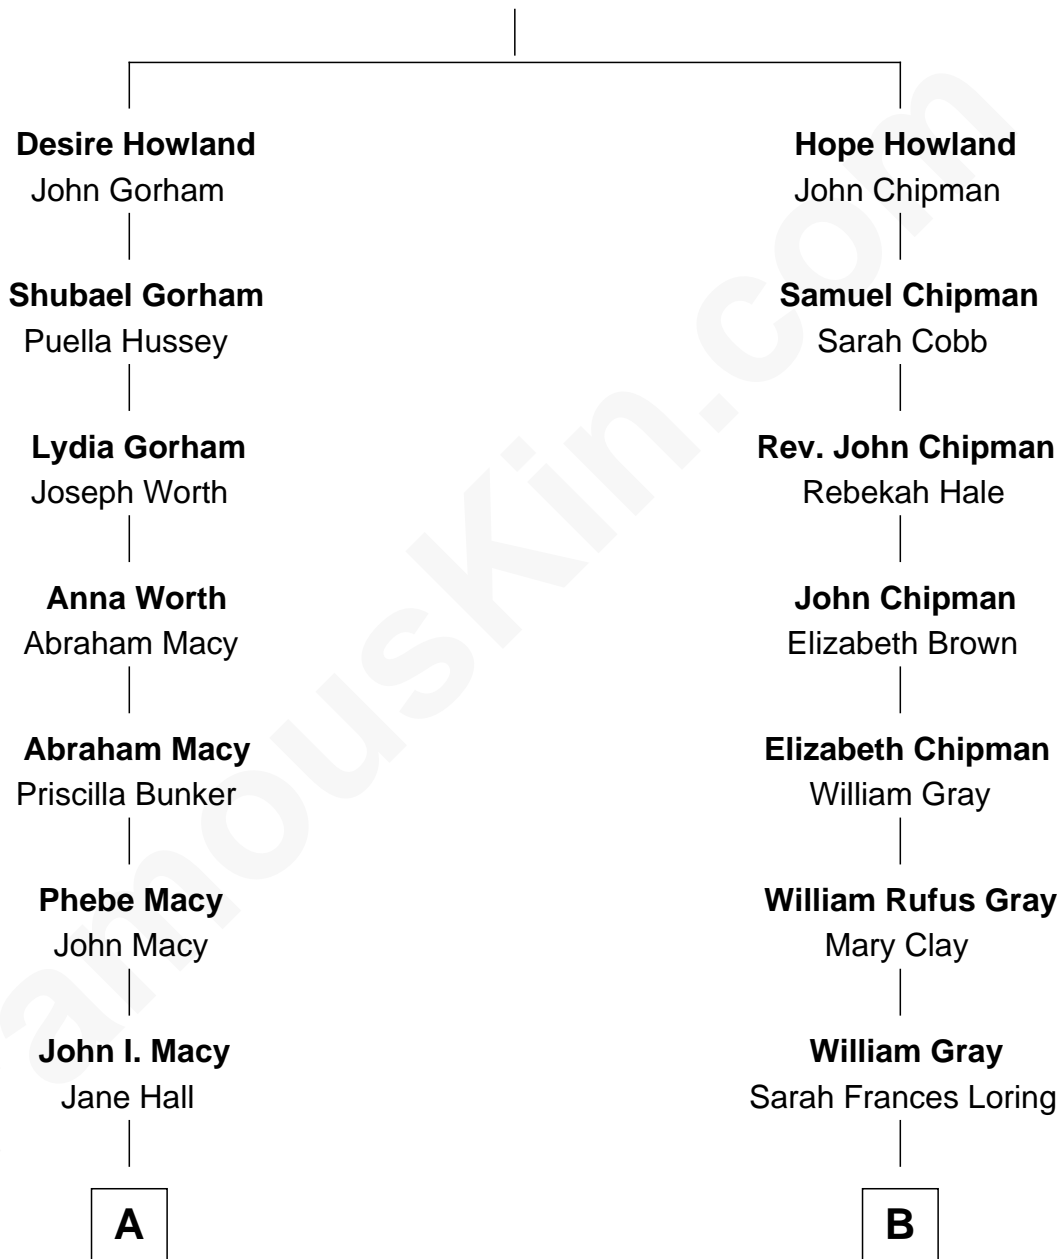 Desire Howland
John Gorham
Shubael Gorham
Puella Hussey
Lydia Gorham
Joseph Worth
Anna Worth
Abraham Macy
Abraham Macy
Priscilla Bunker
Phebe Macy
John Macy
John I. Macy
Jane Hall
A
Hope Howland
John Chipman
Samuel Chipman
Sarah Cobb
Rev. John Chipman
Rebekah Hale
John Chipman
Elizabeth Brown
Elizabeth Chipman
William Gray
William Rufus Gray
Mary Clay
William Gray
Sarah Frances Loring
B
amousKin.com